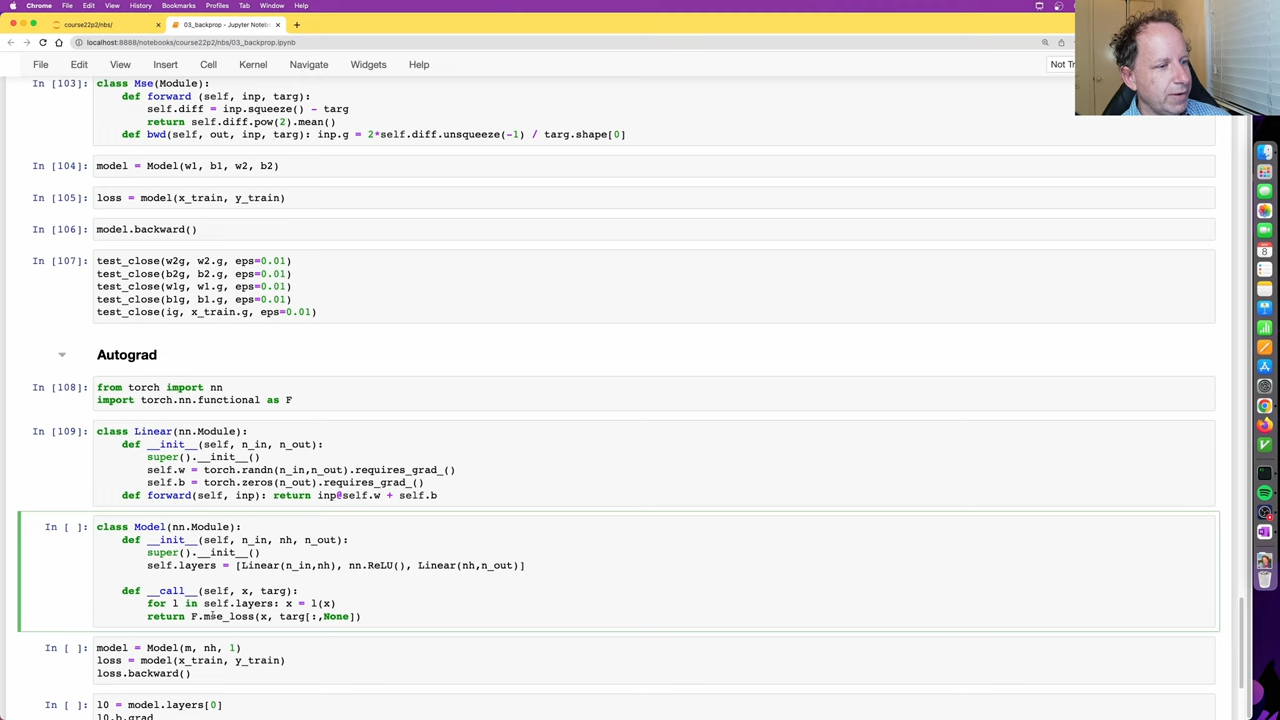 Chrome File Edit View History Bookmarks Profiles Tab Window Help
course22p2/nbs/
03_backprop - Jupyter Notebo
localhost:8888/notebooks/course22p2/nbs/03_backprop.ipynb
File Edit View Insert Cell Kernel Navigate Widgets Help
Not Tr
In [103]: class Mse(Module):
def forward (self, inp, targ):
self.diff = inp.squeeze() - targ
return self.diff.pow(2).mean()
def bwd(self, out, inp, targ): inp.g = 2*self.diff.unsqueeze(-1) / targ.shape[0]
In [104]: model = Model(w1, b1, w2, b2)
In [105]: loss = model(x_train, y_train)
In [106]: model.backward()
In [107]: test_close(w2g, w2.g, eps=0.01)
test_close(b2g, b2.g, eps=0.01)
test_close(w1g, w1.g, eps=0.01)
test_close(b1g, b1.g, eps=0.01)
test_close(ig, x_train.g, eps=0.01)
Autograd
In [108]: from torch import nn
import torch.nn.functional as F
In [109]: class Linear(nn.Module):
def __init__(self, n_in, n_out):
super().__init__()
self.w = torch.randn(n_in,n_out).requires_grad_()
self.b = torch.zeros(n_out).requires_grad_()
def forward(self, inp): return inp@self.w + self.b
In [ ]: class Model(nn.Module):
def __init__(self, n_in, nh, n_out):
super().__init__()
self.layers = [Linear(n_in,nh), nn.ReLU(), Linear(nh,n_out)]
def __call__(self, x, targ):
for l in self.layers: x = l(x)
return F.mse_loss(x, targ[:,None])
In [ ]: model = Model(m, nh, 1)
loss = model(x_train, y_train)
loss.backward()
In [ ]: l0 = model.layers[0]
l0.b.grad
8